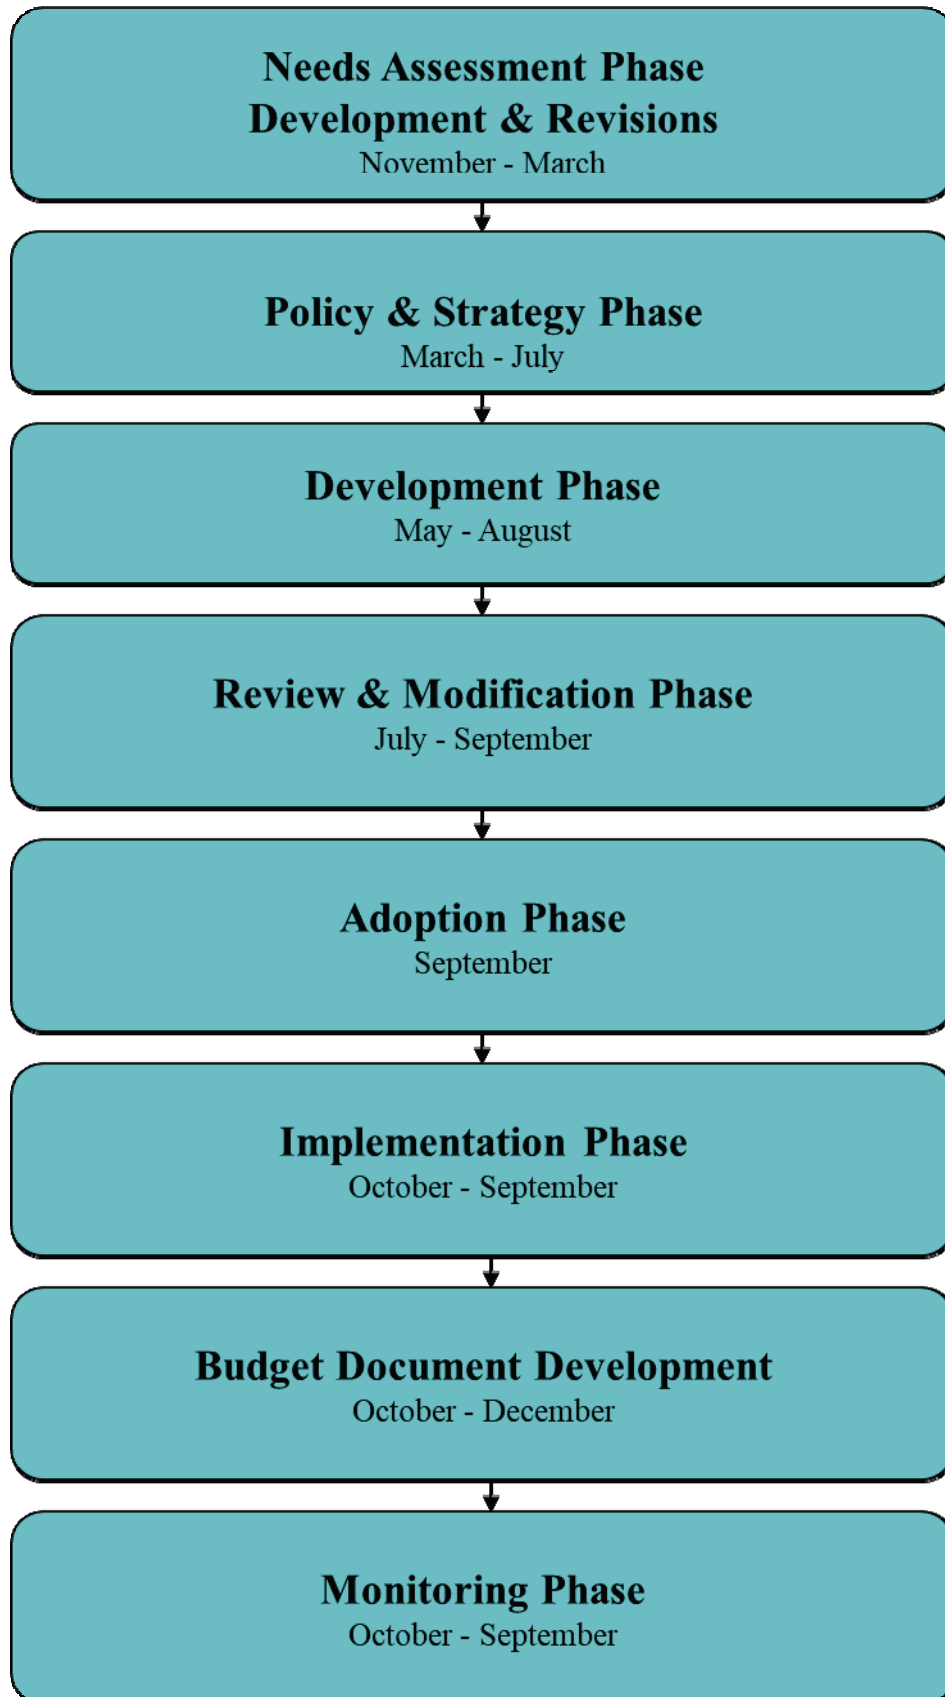 Needs Assessment Phase
Development & Revisions
November - March
Policy & Strategy Phase
March - July
Development Phase
May - August
Review & Modification Phase
July - September
Adoption Phase
September
Implementation Phase
October - September
Budget Document Development
October - December
Monitoring Phase
October - September